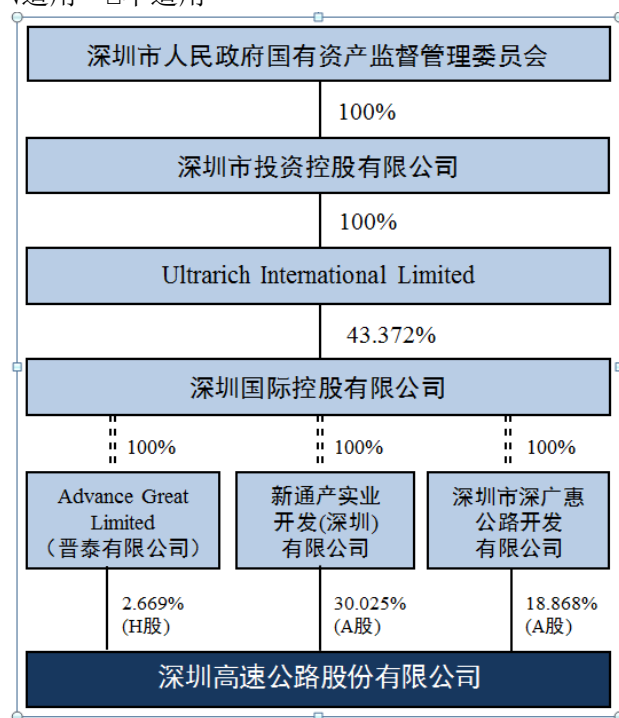 √适用 □不适用
深圳市人民政府国有资产监督管理委员会
100%
深圳市投资控股有限公司
100%
Ultrarich International Limited
43.372%
深圳国际控股有限公司
100%
100%
100%
Advance Great
Limited
（晋泰有限公司）
新通产实业
开发(深圳)
有限公司
深圳市深广惠
公路开发
有限公司
2.669%
(H股)
30.025%
(A股)
18.868%
(A股)
深圳高速公路股份有限公司